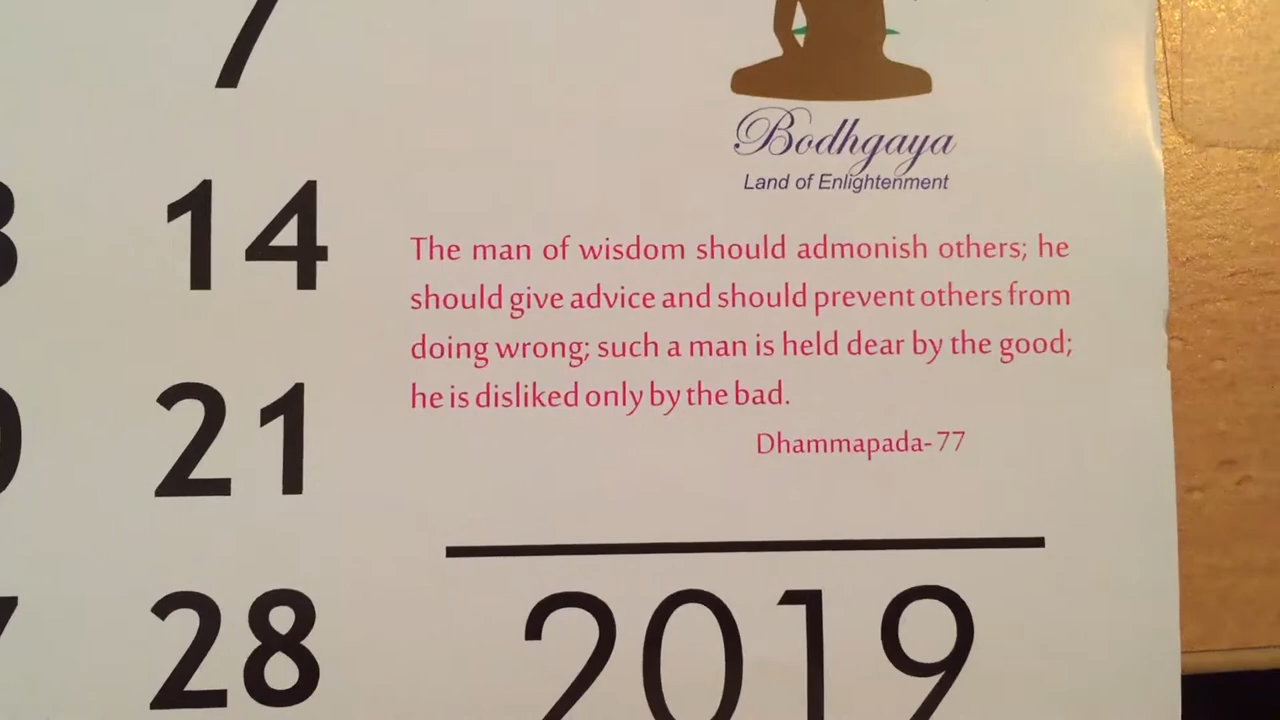 7
Bodhgaya
Land of Enlightenment
14
The man of wisdom should admonish others; he
should give advice and should prevent others from
doing wrong; such a man is held dear by the good;
he is disliked only by the bad.
Dhammapada-77
21
28
2019